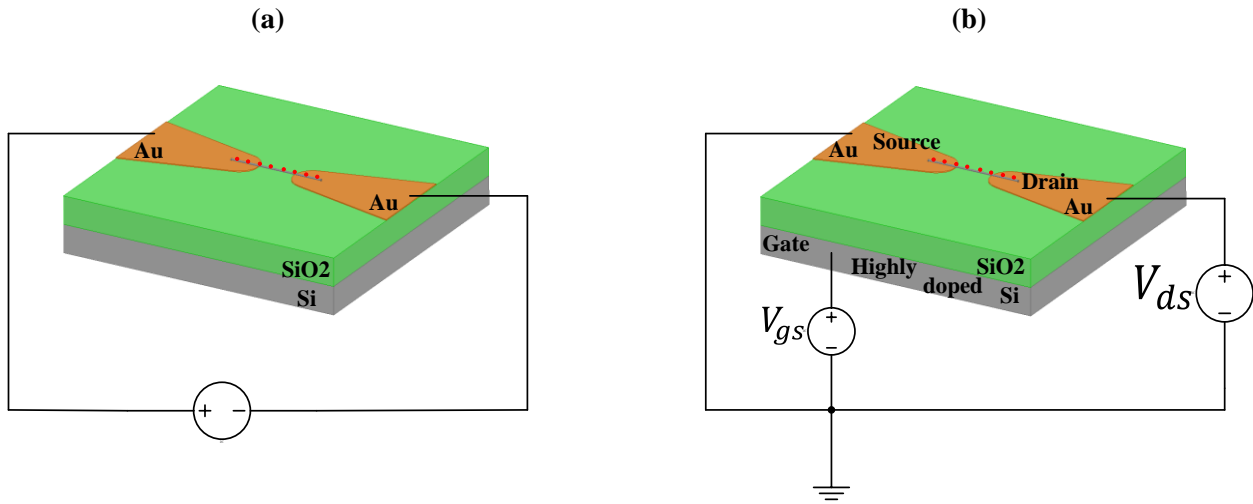 (a)
Au
Au
SiO2
Si
+ −
(b)
Au
Source
Drain
Au
Gate
Highly
doped
SiO2
Si
V_gs
+
−
V_ds
+
−